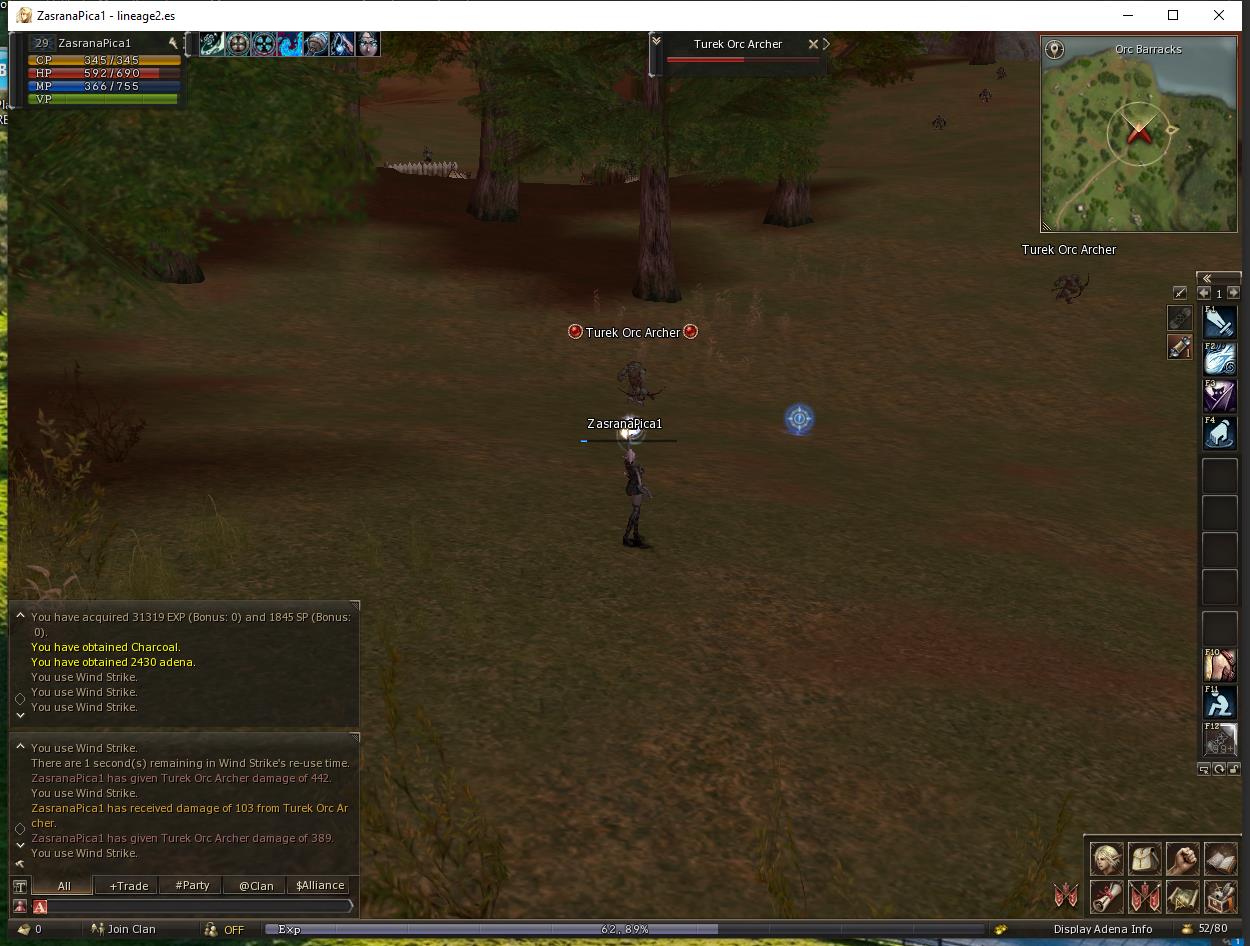 ZasranaPica1 - lineage2.es
29 ZasranaPica1
CP 345/345
HP 592/690
MP 366/755
VP
Turek Orc Archer
Orc Barracks
Turek Orc Archer
Turek Orc Archer
ZasranaPica1
1
F1
1
F2
F3
F4
F10
F11
F12
99+
You have acquired 31319 EXP (Bonus: 0) and 1845 SP (Bonus:
0).
You have obtained Charcoal.
You have obtained 2430 adena.
You use Wind Strike.
You use Wind Strike.
You use Wind Strike.
You use Wind Strike.
There are 1 second(s) remaining in Wind Strike's re-use time.
ZasranaPica1 has given Turek Orc Archer damage of 442.
You use Wind Strike.
ZasranaPica1 has received damage of 103 from Turek Orc Ar
cher.
ZasranaPica1 has given Turek Orc Archer damage of 389.
You use Wind Strike.
All +Trade #Party @Clan $Alliance
A
0 Join Clan OFF Exp 62.89% Display Adena Info 52/80